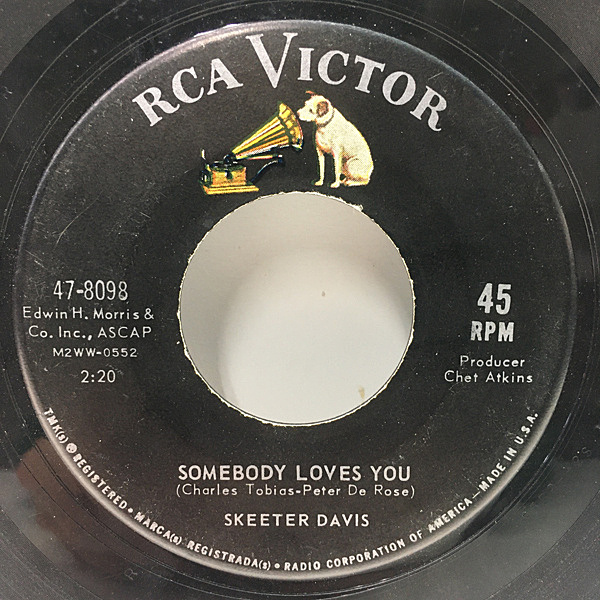 RCA VICTOR
47-8098
Edwin H. Morris &
Co. Inc., ASCAP
M2WW-0552
2:20
45
RPM
Producer
Chet Atkins
SOMEBODY LOVES YOU
(Charles Tobias-Peter De Rose)
SKEETER DAVIS
TMK(s) ® REGISTERED • MARCA(s) REGISTRADA(s) • RADIO CORPORATION OF AMERICA—MADE IN U.S.A.